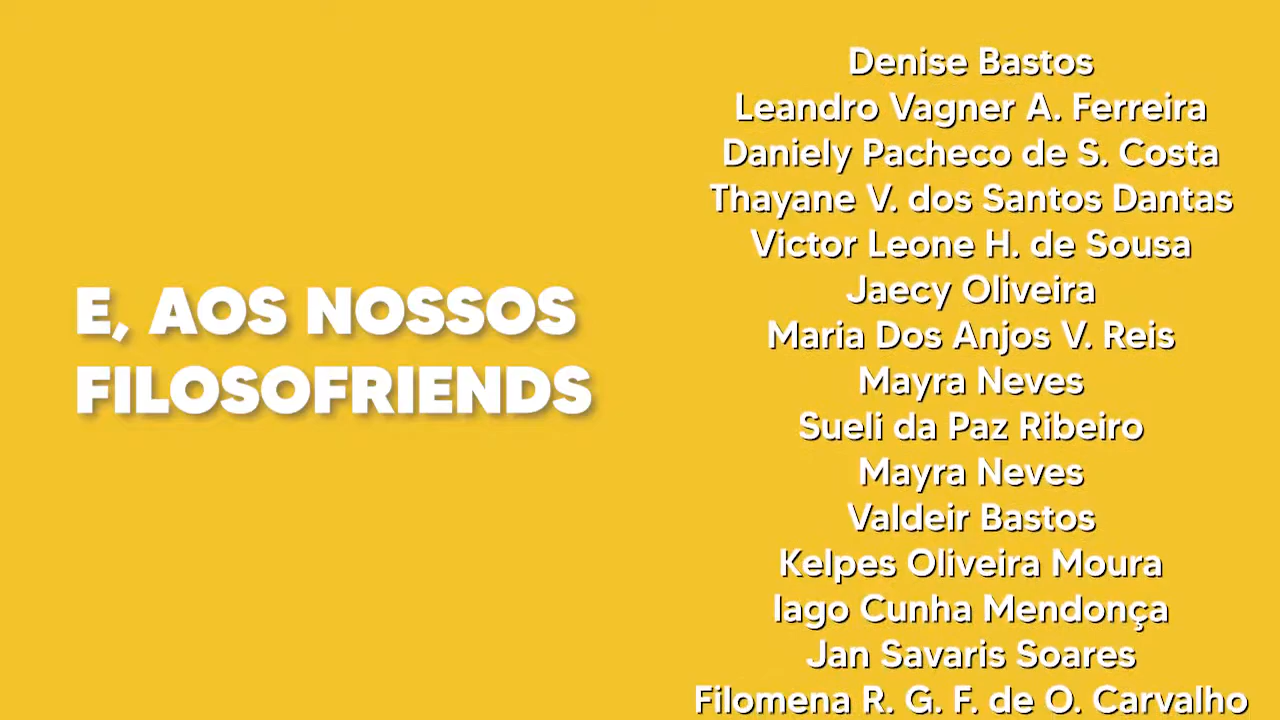 E, AOS NOSSOS
FILOSOFRIENDS
Denise Bastos
Leandro Vagner A. Ferreira
Daniely Pacheco de S. Costa
Thayane V. dos Santos Dantas
Victor Leone H. de Sousa
Jaecy Oliveira
Maria Dos Anjos V. Reis
Mayra Neves
Sueli da Paz Ribeiro
Mayra Neves
Valdeir Bastos
Kelpes Oliveira Moura
Iago Cunha Mendonça
Jan Savaris Soares
Filomena R. G. F. de O. Carvalho